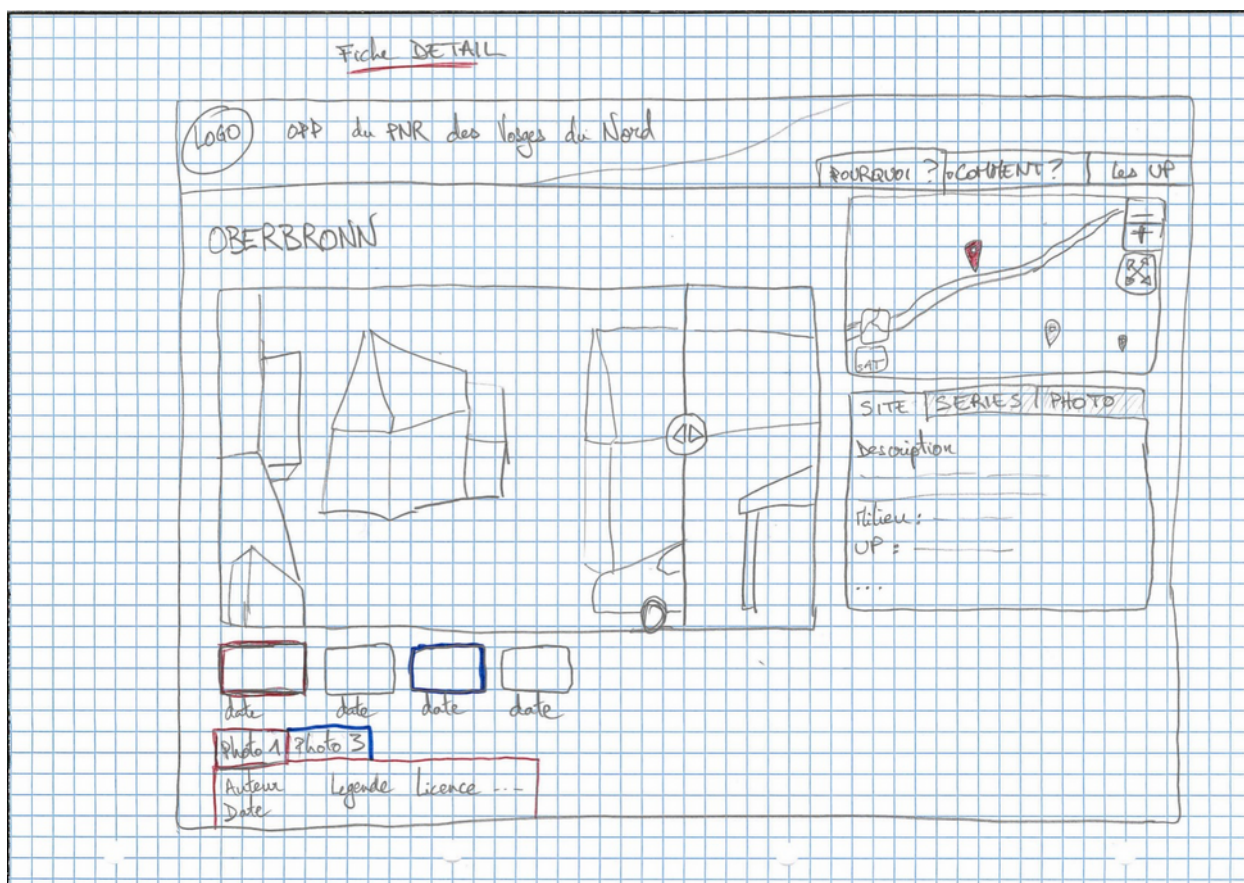 Fiche DETAIL
LOGO
OPP du PNR des Vosges du Nord
POURQUOI ? COMMENT ? Les UP
OBERBRONN
SAT
SITE SERIES PHOTO
Description
Milieu :
UP :
...
date date date date
Photo 1 Photo 3
Auteur Legende Licence ...
Date